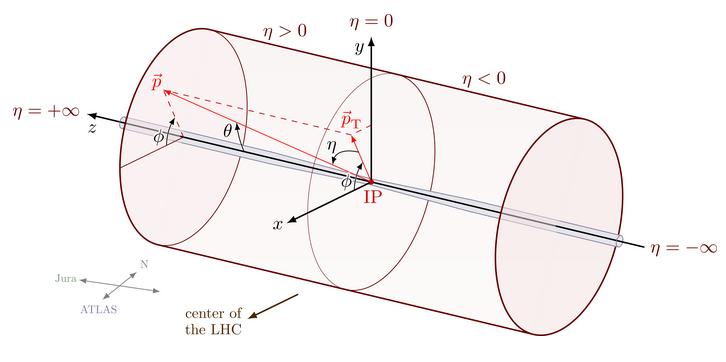 η = 0
η > 0
y
η < 0
p⃗
η = +∞
z
p⃗T
ϕ
θ
η
ϕ
IP
x
η = −∞
N
Jura
ATLAS
center of
the LHC